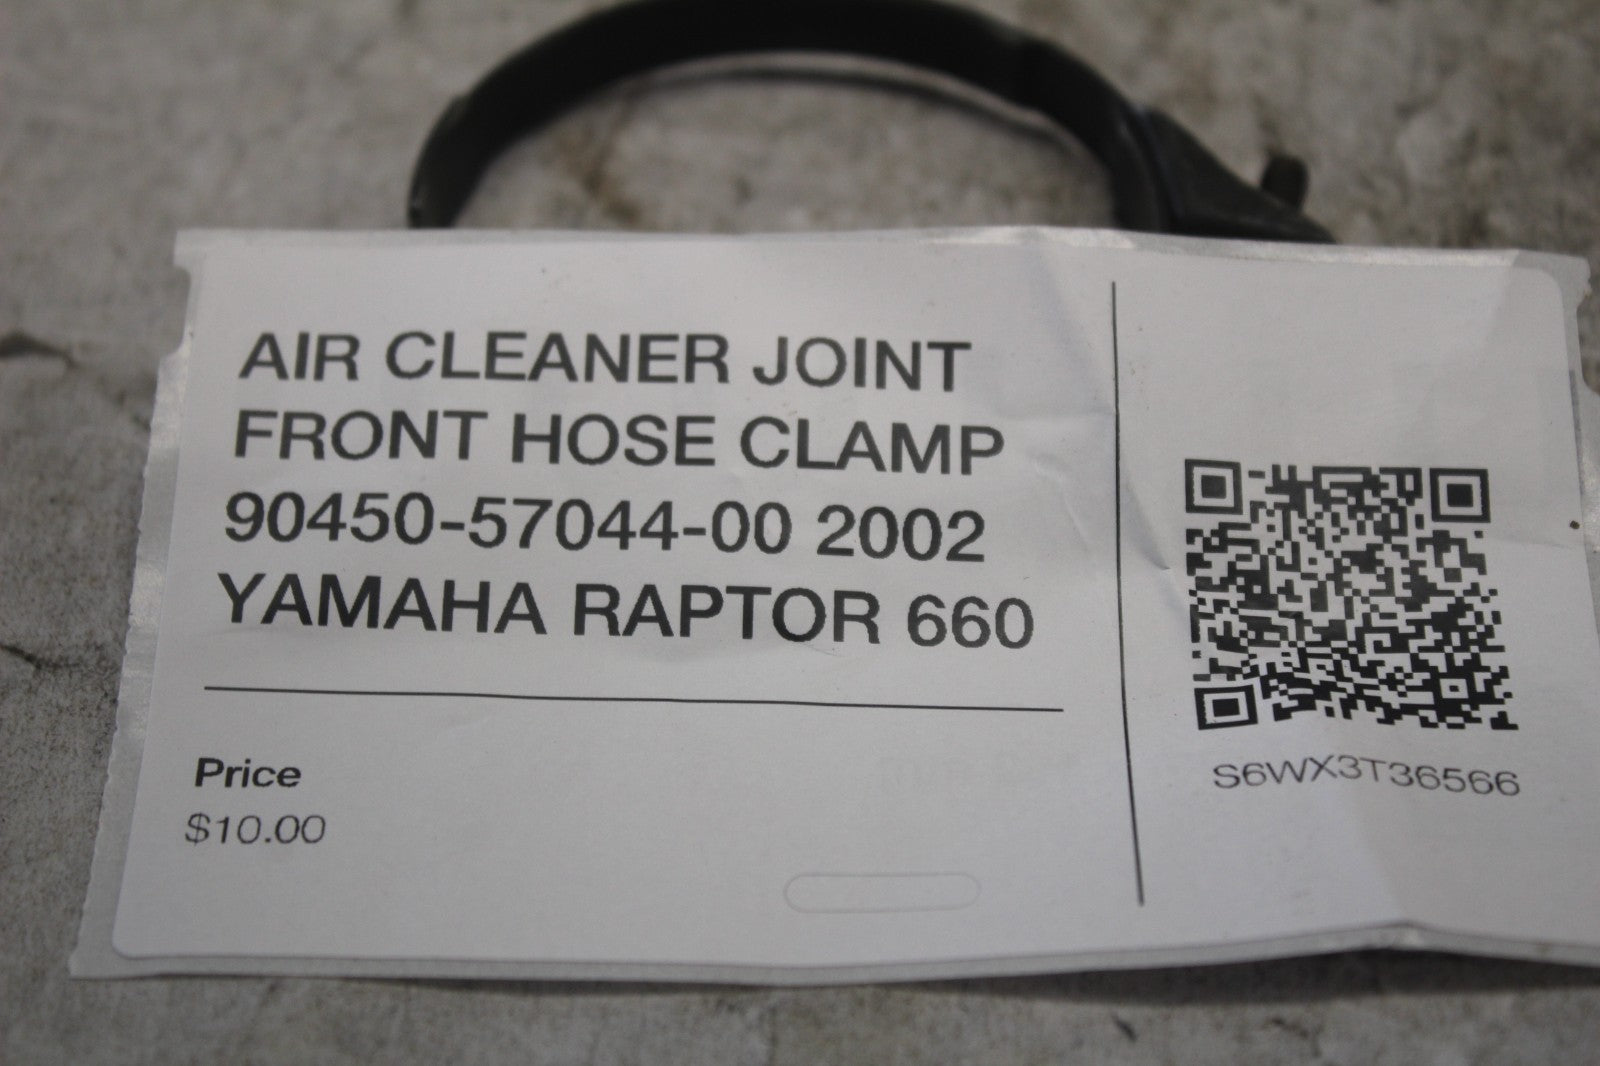 AIR CLEANER JOINT
FRONT HOSE CLAMP
90450-57044-00 2002
YAMAHA RAPTOR 660
Price
$10.00
S6WX3T36566